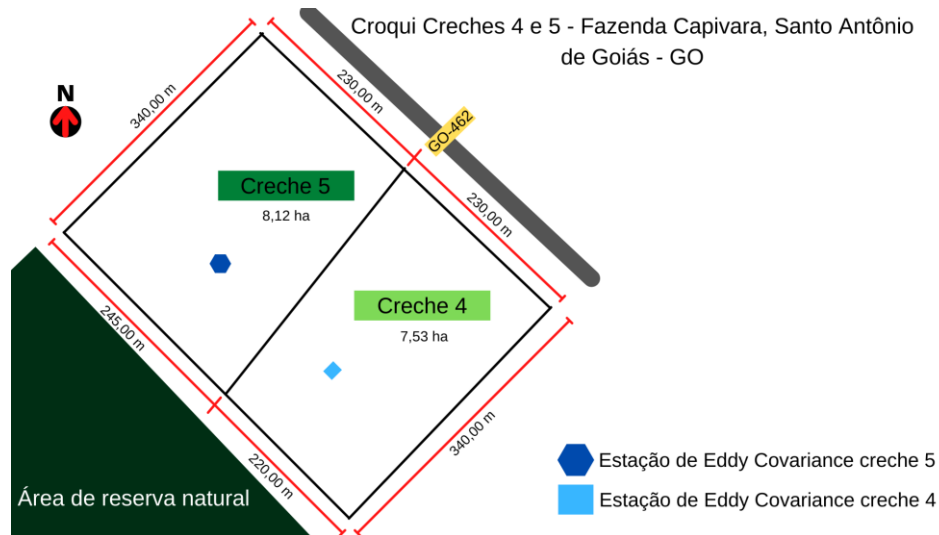 Croqui Creches 4 e 5 - Fazenda Capivara, Santo Antônio
de Goiás - GO
N
340,00 m
230,00 m
GO-462
Creche 5
8,12 ha
230,00 m
Creche 4
7,53 ha
245,00 m
340,00 m
220,00 m
Área de reserva natural
Estação de Eddy Covariance creche 5
Estação de Eddy Covariance creche 4